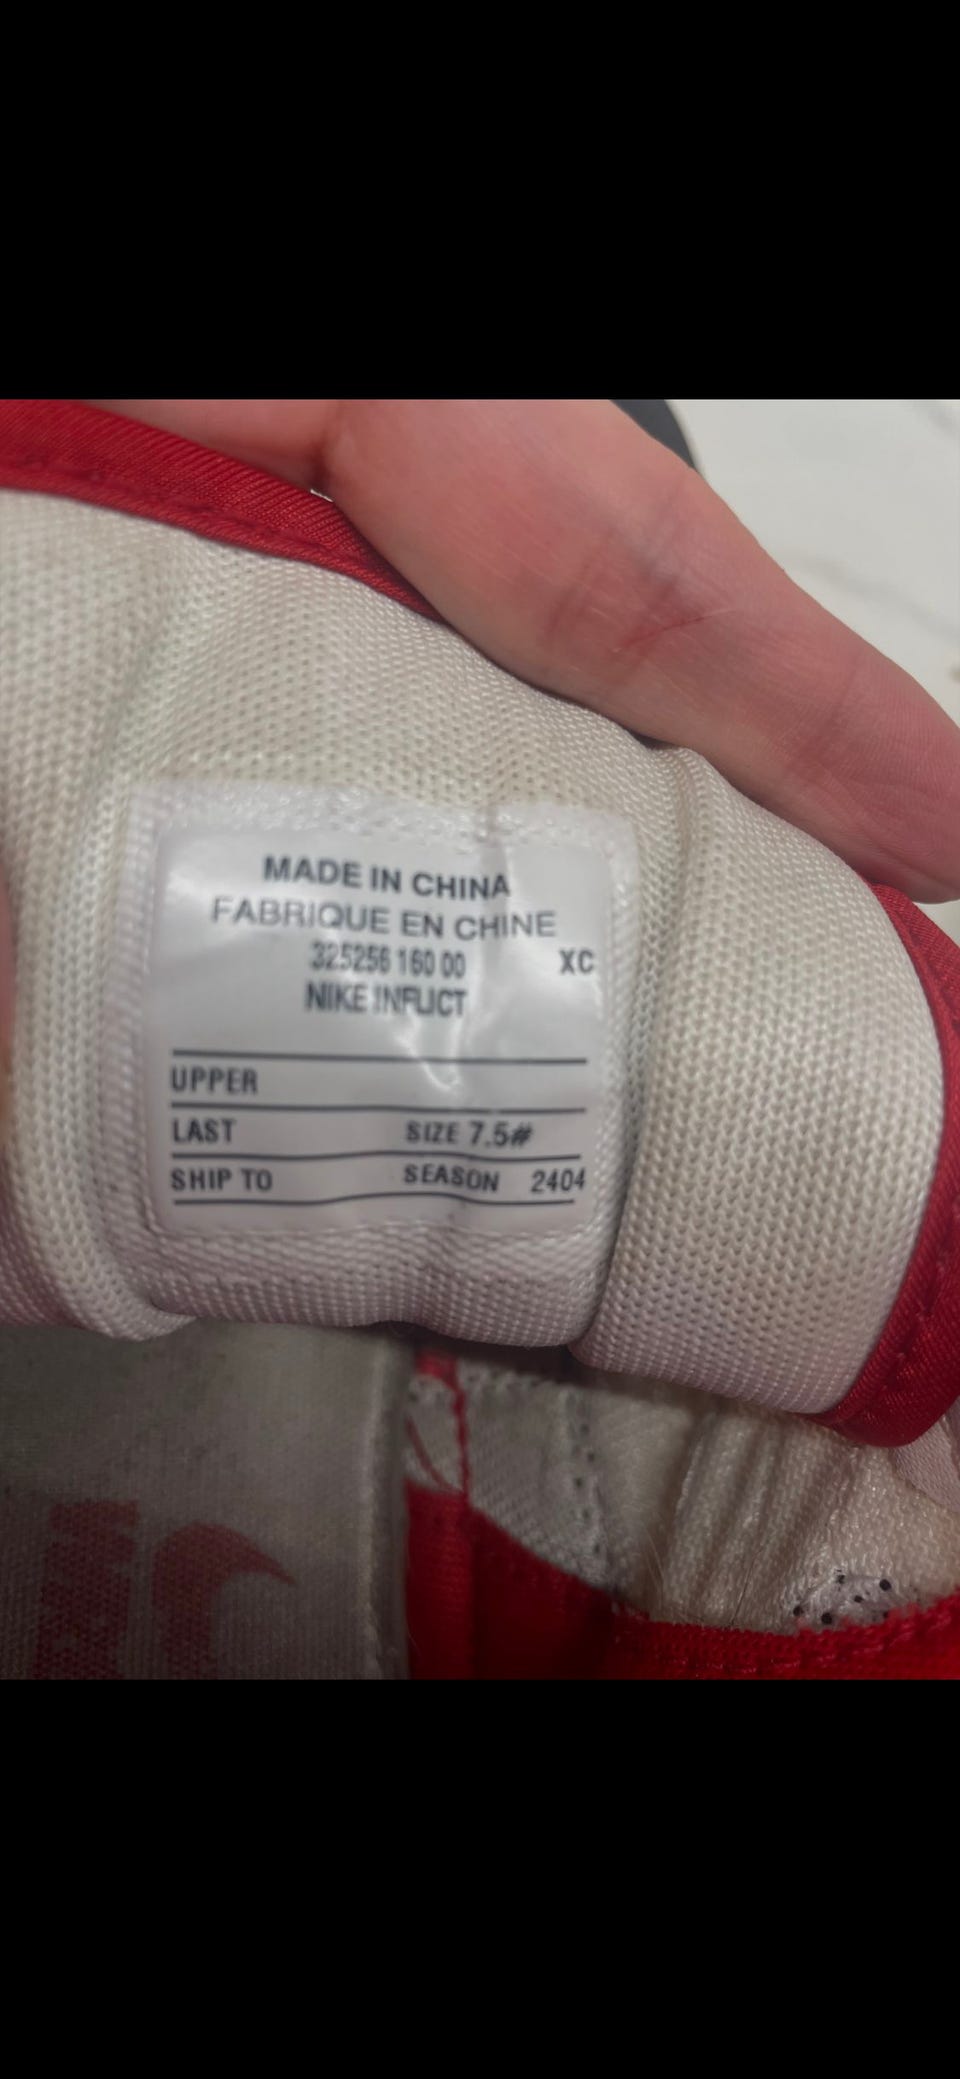 MADE IN CHINA
FABRIQUE EN CHINE
325256 160 00 XC
NIKE INFLICT
UPPER
LAST SIZE 7.5#
SHIP TO SEASON 2404